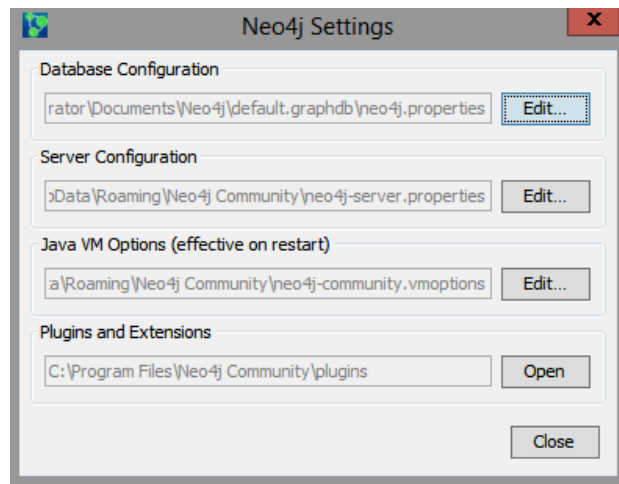 Neo4j Settings
x
Database Configuration
rator\Documents\Neo4j\default.graphdb\neo4j.properties Edit...
Server Configuration
Data\Roaming\Neo4j Community\neo4j-server.properties Edit...
Java VM Options (effective on restart)
a\Roaming\Neo4j Community\neo4j-community.vmoptions Edit...
Plugins and Extensions
C:\Program Files\Neo4j Community\plugins Open
Close